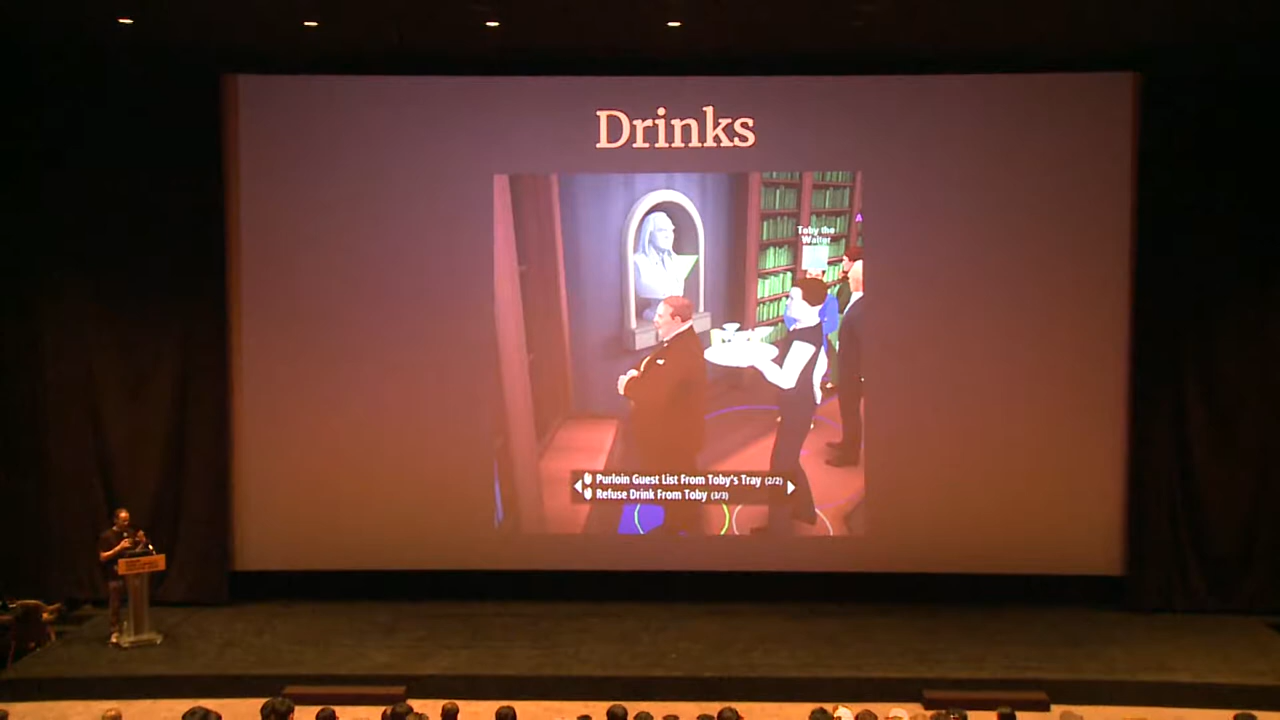 Drinks
Toby the
Waiter
A
Purloin Guest List From Toby's Tray (2/2)
Refuse Drink From Toby (3/3)